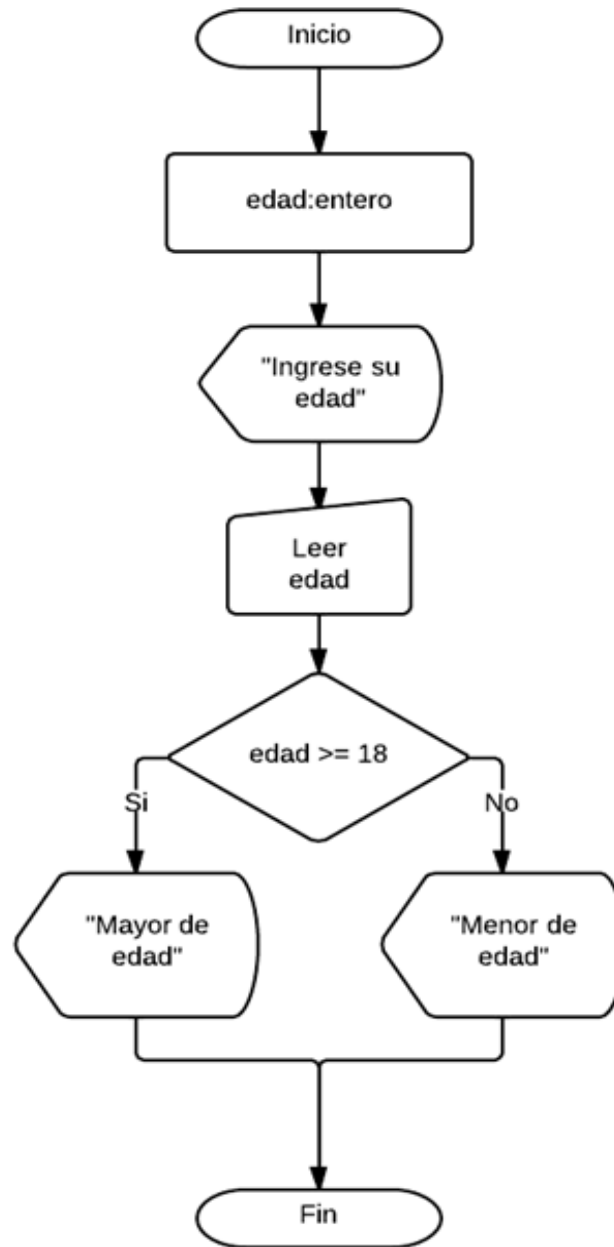 Inicio
edad:entero
"Ingrese su
edad"
Leer
edad
edad >= 18
Si
No
"Mayor de
edad"
"Menor de
edad"
Fin